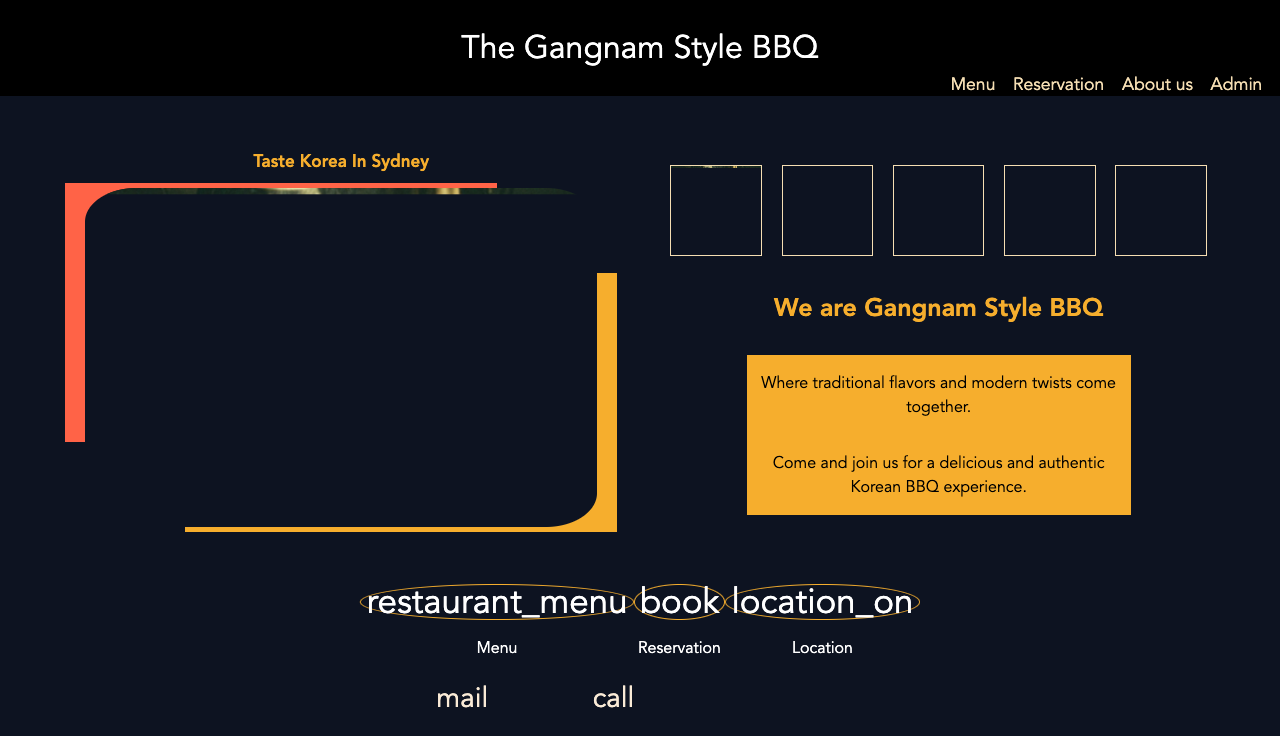 The Gangnam Style BBQ
Menu Reservation About us Admin
Taste Korea In Sydney
We are Gangnam Style BBQ
Where traditional flavors and modern twists come
together.
Come and join us for a delicious and authentic
Korean BBQ experience.
restaurant_menu book location_on
Menu Reservation Location
mail call